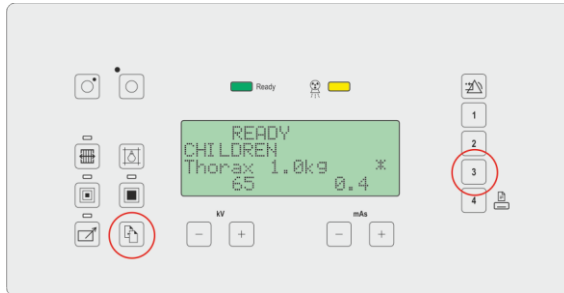 Ready
1
READY
CHILDREN
Thorax 1.0kg *
65 0.4
2
3
4
kV
mAs
- +
- +